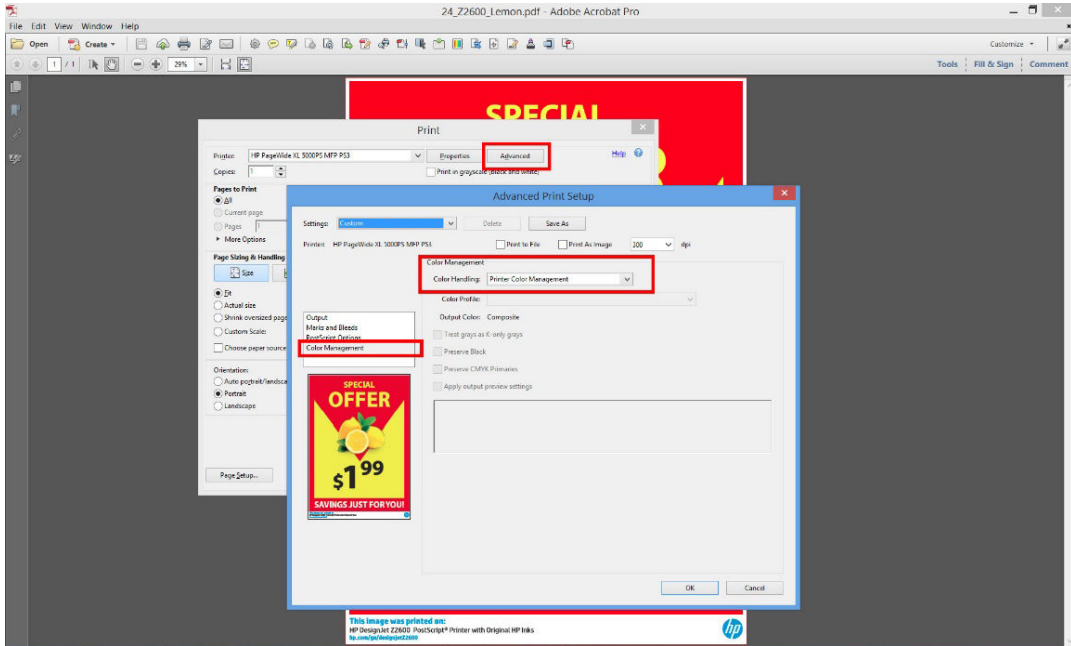 24_Z2600_Lemon.pdf - Adobe Acrobat Pro
File Edit View Window Help
Open Create Customize
1 / 1 29% Tools Fill & Sign Comment
SPECIAL
Print
Printer: HP PageWide XL 5000PS MFP PS3 Properties Advanced Help
Copies: 1 Print in grayscale (black and white)
Pages to Print
All
Current page
Pages 1
More Options
Page Sizing & Handling
Size
Fit
Actual size
Shrink oversized page
Custom Scale:
Choose paper source
Orientation:
Auto portrait/landsca
Portrait
Landscape
Page Setup...
Advanced Print Setup
Settings: Custom Delete Save As
Printer: HP PageWide XL 5000PS MFP PS3 Print to File Print As Image 300 dpi
Color Management
Color Handling: Printer Color Management
Color Profile:
Output Color: Composite
Treat grays as K-only grays
Preserve Black
Preserve CMYK Primaries
Apply output preview settings
Output
Marks and Bleeds
PostScript Options
Color Management
SPECIAL
OFFER
$1.99
SAVINGS JUST FOR YOU!
OK Cancel
This image was printed on:
HP DesignJet Z2600 PostScript® Printer with Original HP Inks
hp.com/go/designjetZ2600
hp